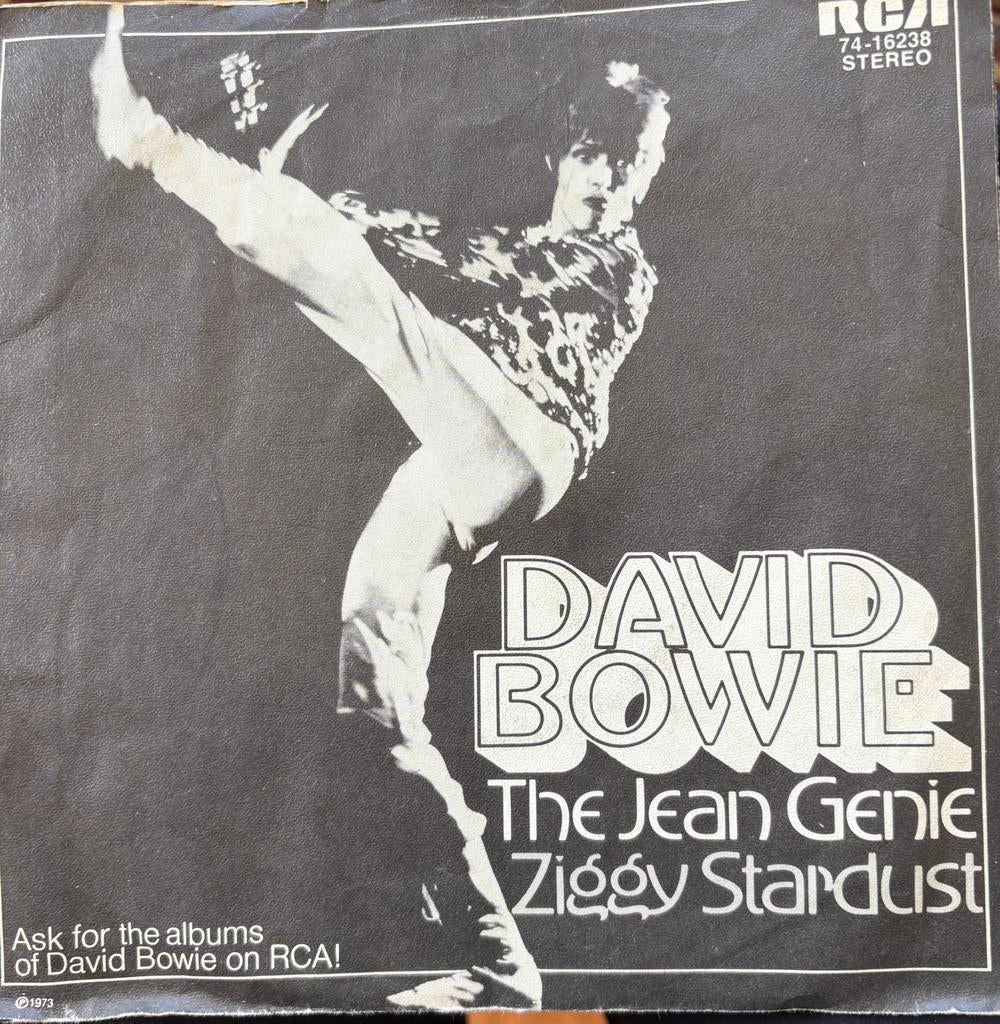 RCA
74-16238
STEREO
DAVID
BOWIE
The Jean Genie
Ziggy Stardust
Ask for the albums
of David Bowie on RCA!
℗1973